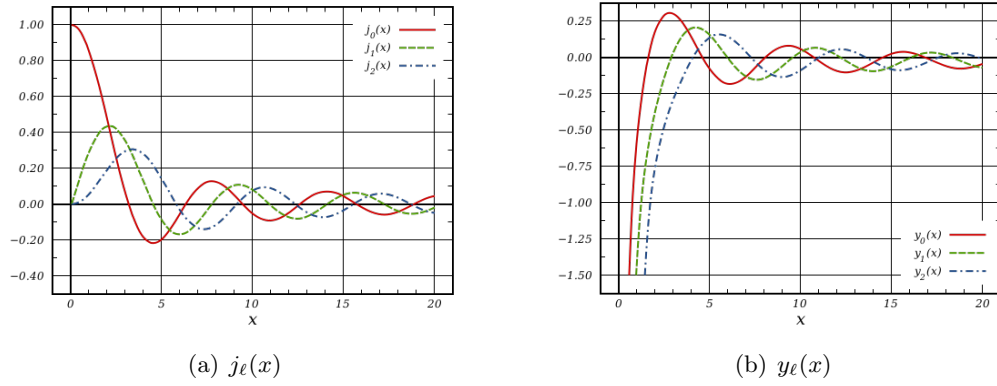 1.00
0.80
0.60
0.40
0.20
0.00
−0.20
−0.40
0 5 10 15 20
x
j0(x)
j1(x)
j2(x)
(a) jℓ(x)
0.25
0.00
−0.25
−0.50
−0.75
−1.00
−1.25
−1.50
0 5 10 15 20
x
y0(x)
y1(x)
y2(x)
(b) yℓ(x)